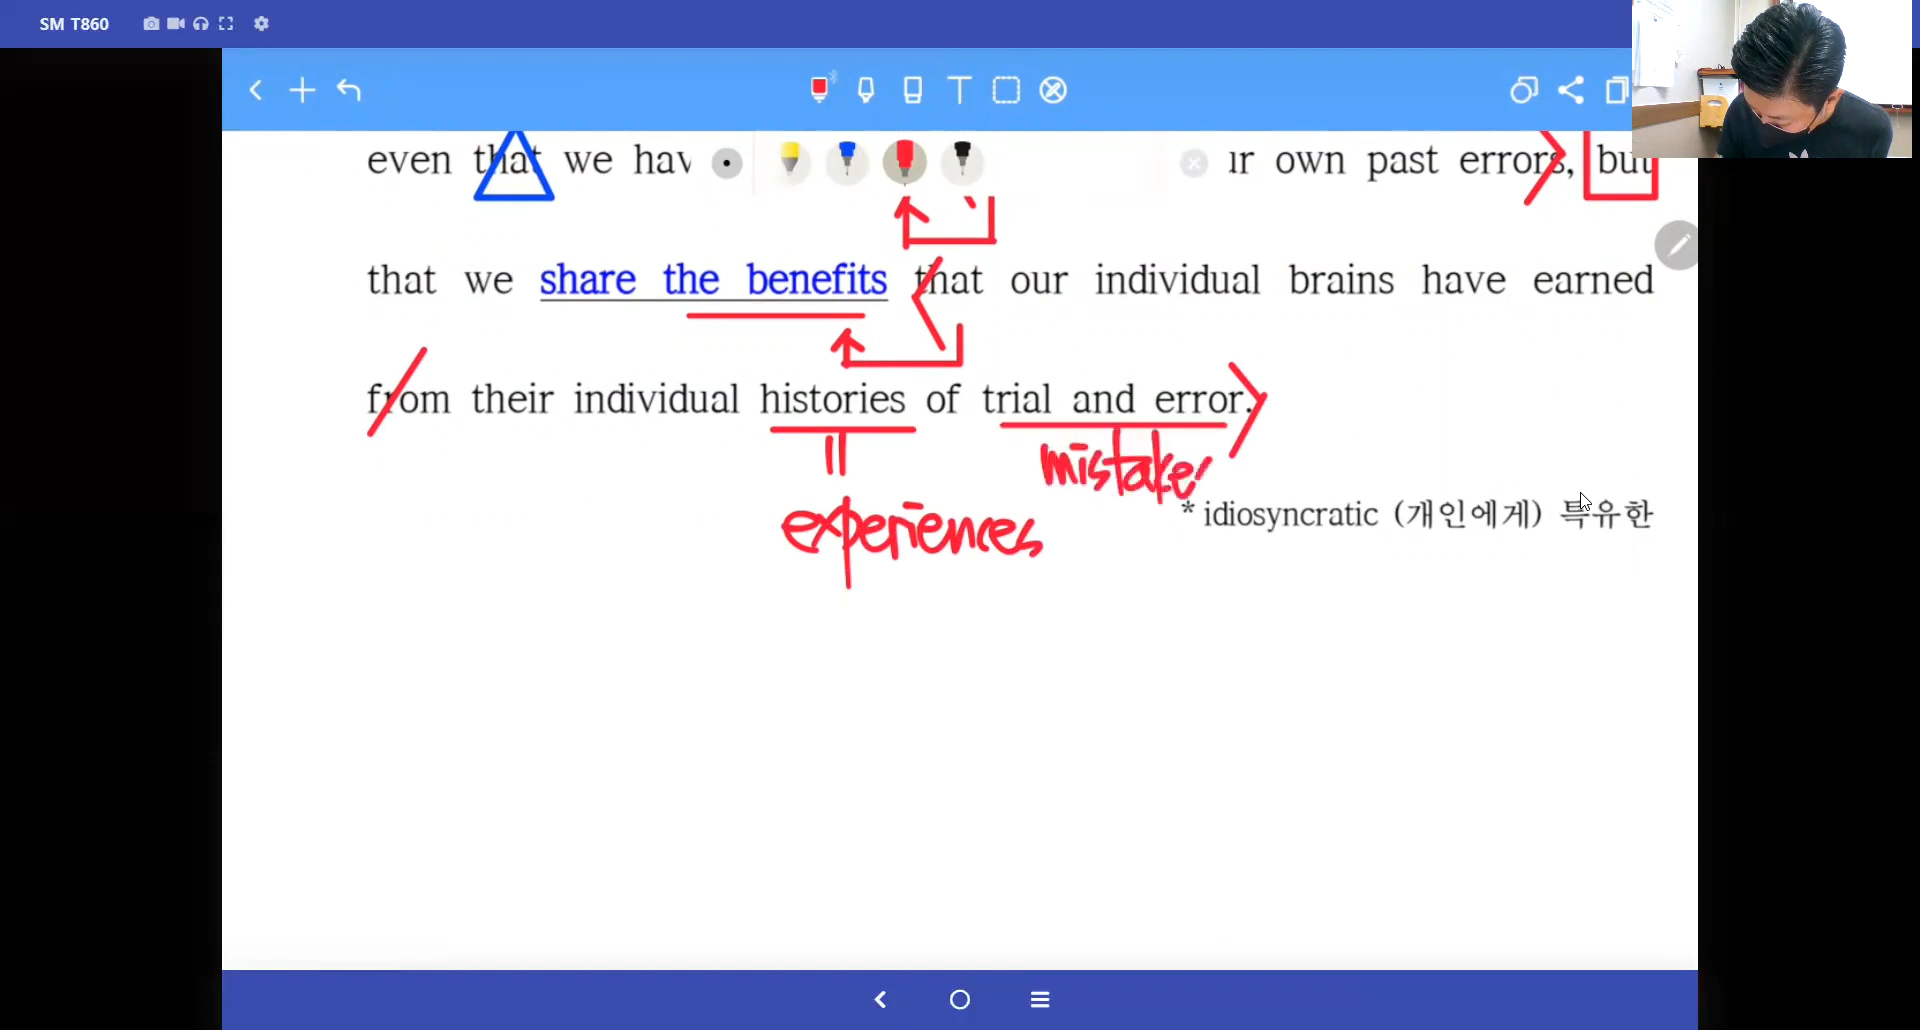 SM T860
even that we hav ır own past errors, but
that we share the benefits that our individual brains have earned
from their individual histories of trial and error.
mistake
experiences
* idiosyncratic (개인에게) 특유한